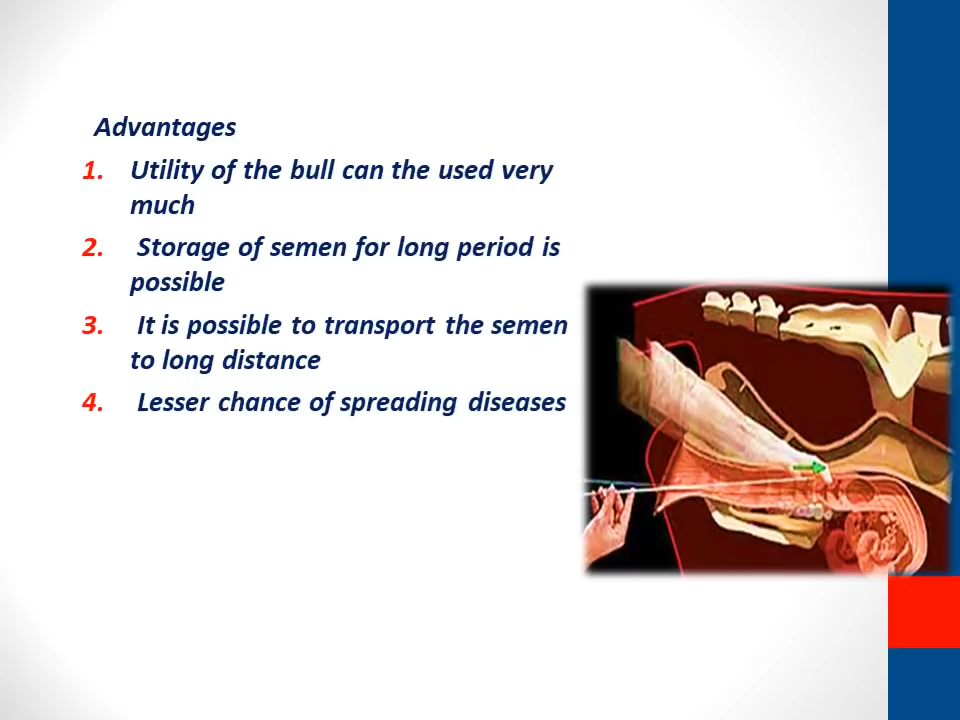 Advantages
1. Utility of the bull can the used very
much
2. Storage of semen for long period is
possible
3. It is possible to transport the semen
to long distance
4. Lesser chance of spreading diseases